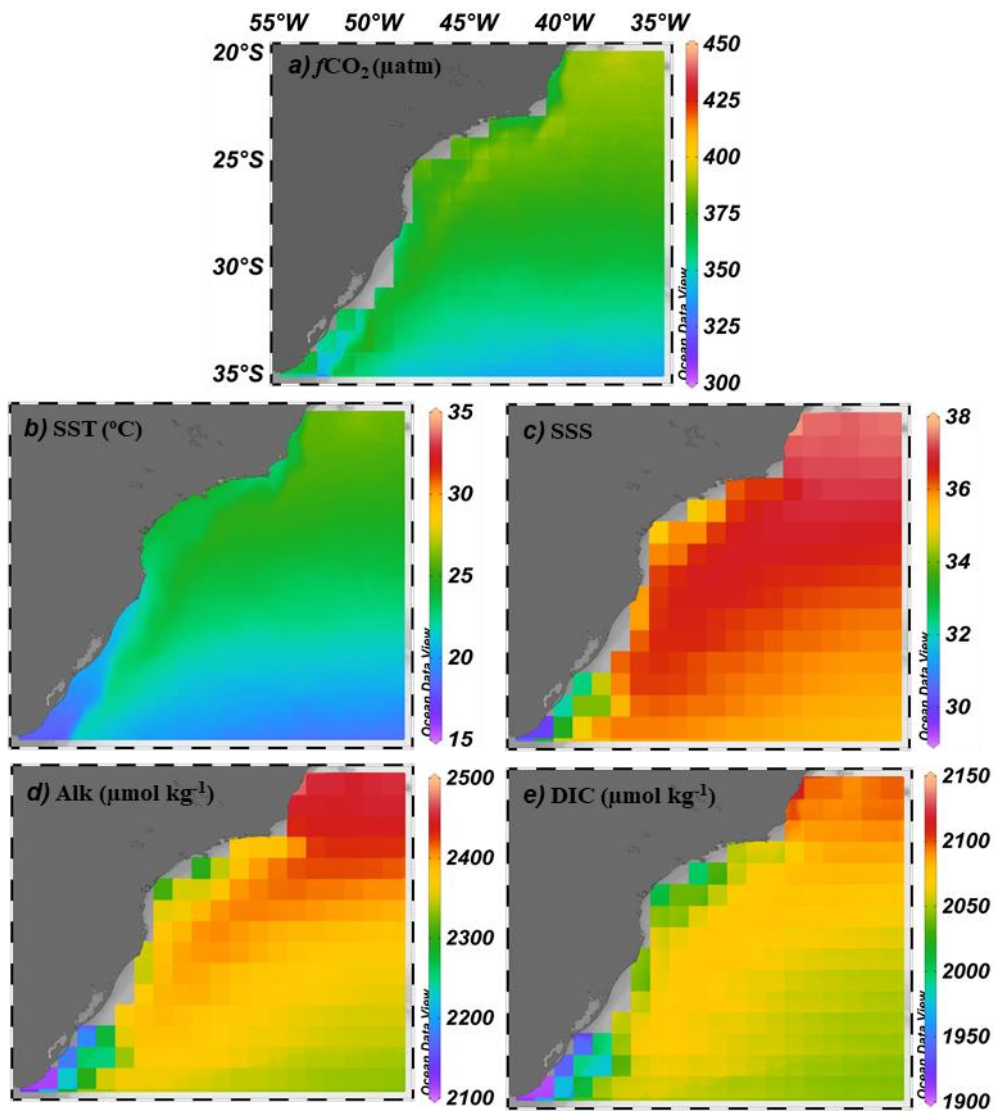 55°W 50°W 45°W 40°W 35°W
20°S
25°S
30°S
35°S
a) fCO₂ (µatm)
450
425
400
375
350
325
300
Ocean Data View
b) SST (ºC)
35
30
25
20
15
Ocean Data View
c) SSS
38
36
34
32
30
Ocean Data View
d) Alk (µmol kg⁻¹)
2500
2400
2300
2200
2100
Ocean Data View
e) DIC (µmol kg⁻¹)
2150
2100
2050
2000
1950
1900
Ocean Data View